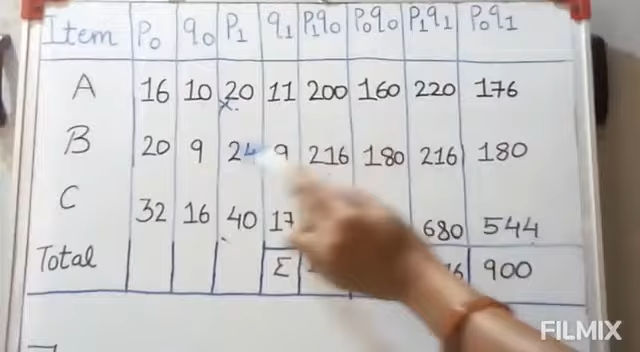 Item P₀ q₀ P₁ q₁ P₁q₀ P₀q₀ P₁q₁ P₀q₁
A 16 10 20 11 200 160 220 176
B 20 9 24 9 216 180 216 180
C 32 16 40 17 680 544
Total Σ 900
FILMIX